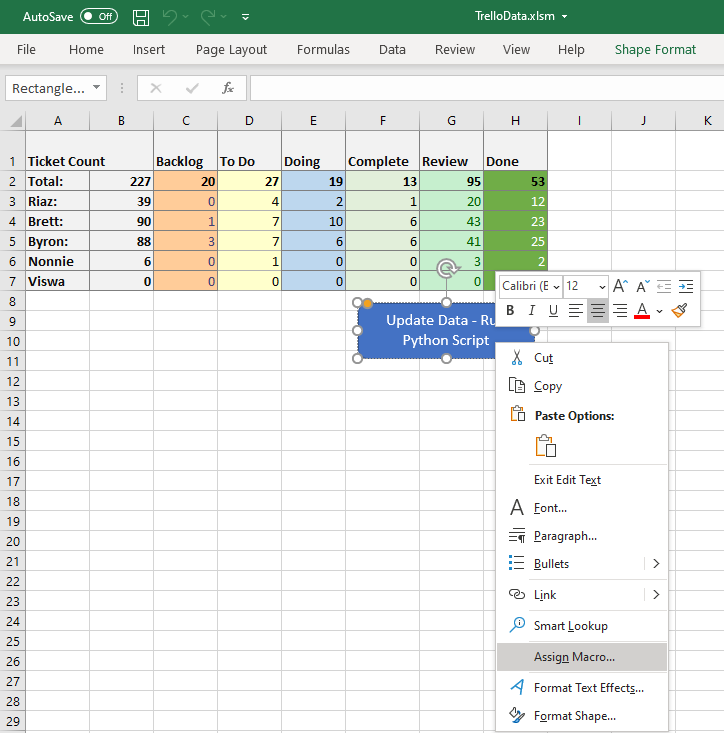 AutoSave Off TrelloData.xlsm
File Home Insert Page Layout Formulas Data Review View Help Shape Format
Rectangle... fx
A B C D E F G H I J K
1 Ticket Count Backlog To Do Doing Complete Review Done
2 Total: 227 20 27 19 13 95 53
3 Riaz: 39 0 4 2 1 20 12
4 Brett: 90 1 7 10 6 43 23
5 Byron: 88 3 7 6 6 41 25
6 Nonnie 6 0 1 0 0 3 2
7 Viswa 0 0 0 0 0 0
8
9
10
11
12
13
14
15
16
17
18
19
20
21
22
23
24
25
26
27
28
29
Update Data - Ru
Python Script
Calibri (E 12 A A
B I U A
Cut
Copy
Paste Options:
Exit Edit Text
A Font...
Paragraph...
Bullets
Link
Smart Lookup
Assign Macro...
Format Text Effects...
Format Shape...